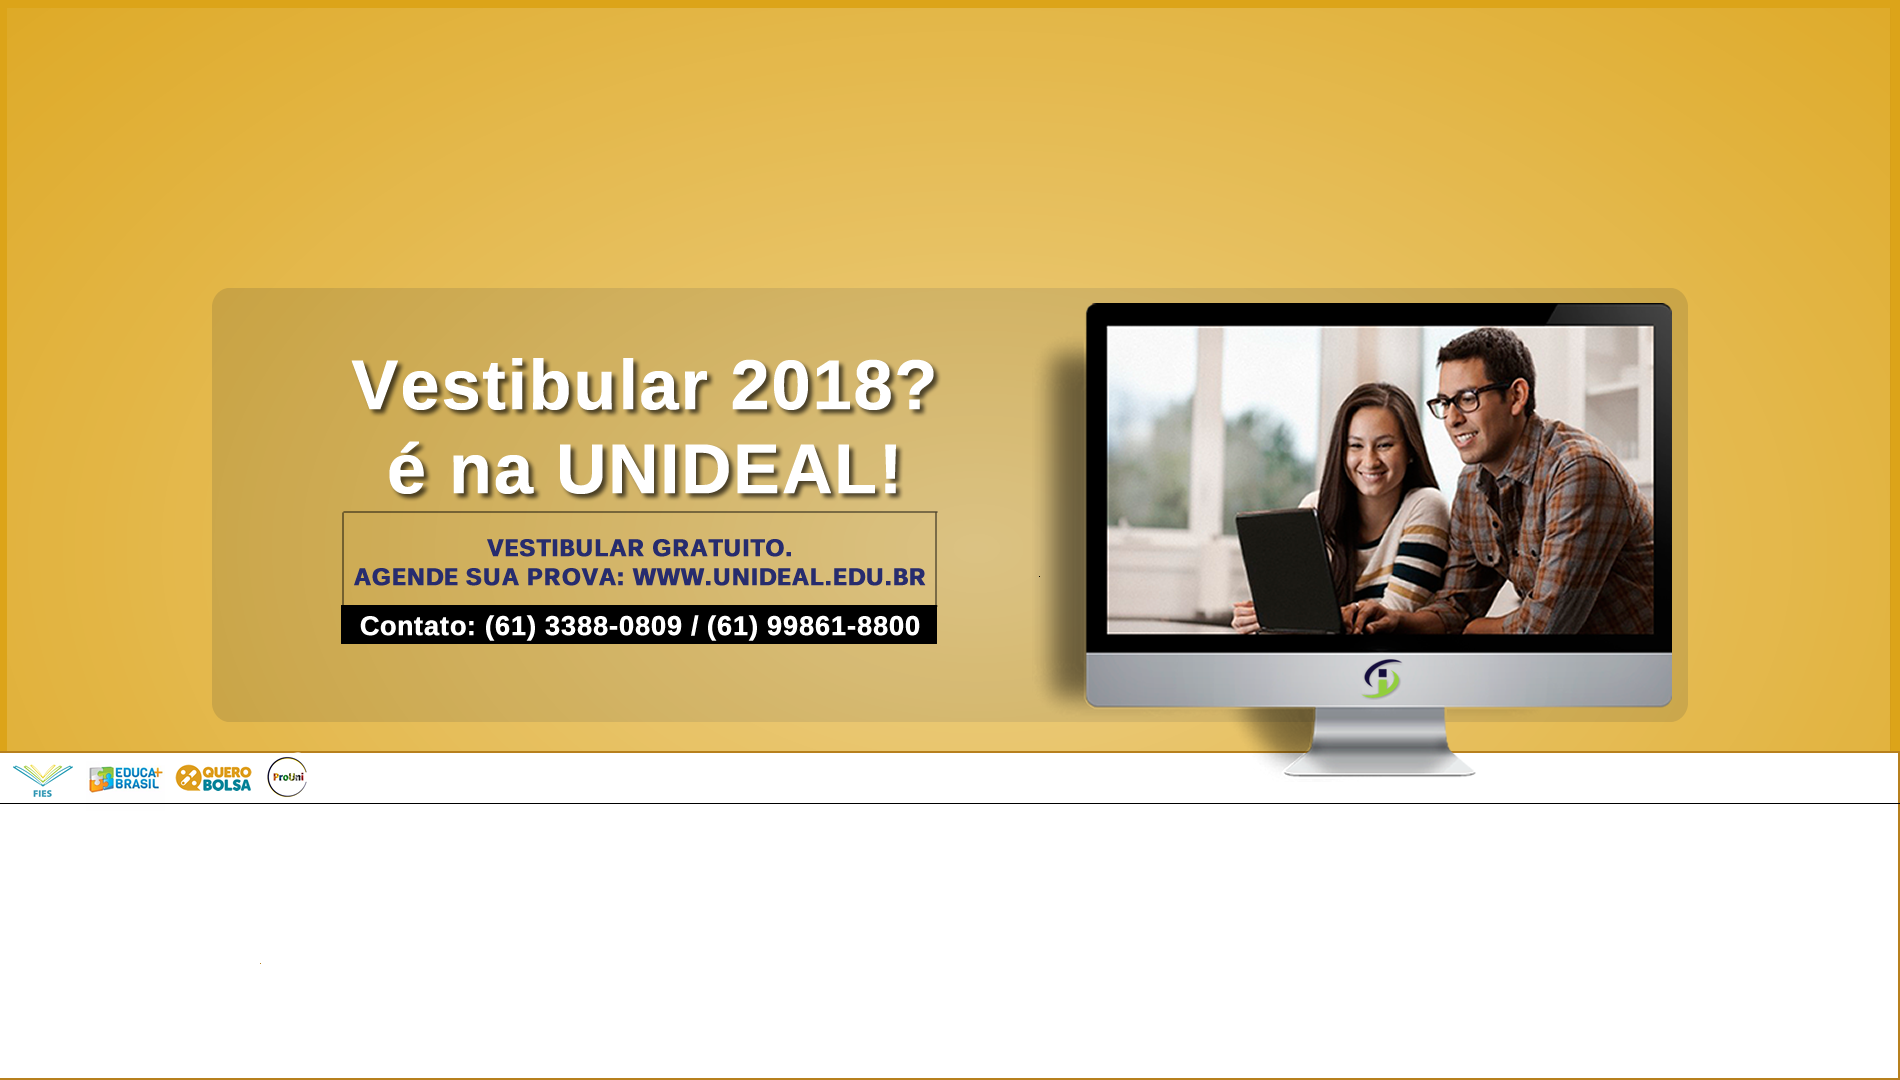 Vestibular 2018?
é na UNIDEAL!
VESTIBULAR GRATUITO.
AGENDE SUA PROVA: WWW.UNIDEAL.EDU.BR
Contato: (61) 3388-0809 / (61) 99861-8800
FIES
EDUCA+
BRASIL
QUERO
BOLSA
ProUni